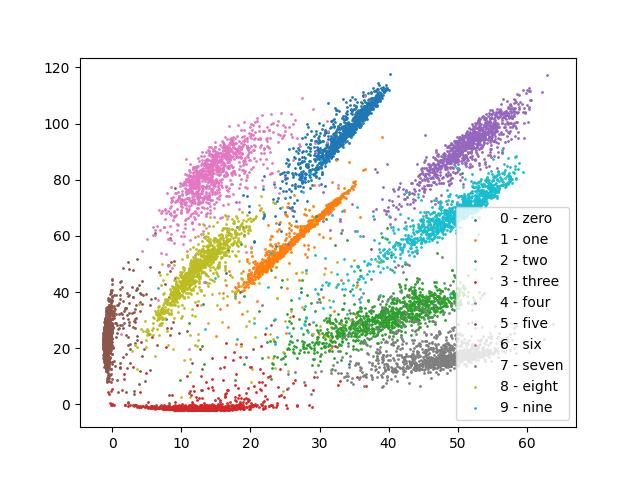 120
100
80
60
40
20
0
0 10 20 30 40 50 60
0 - zero
1 - one
2 - two
3 - three
4 - four
5 - five
6 - six
7 - seven
8 - eight
9 - nine